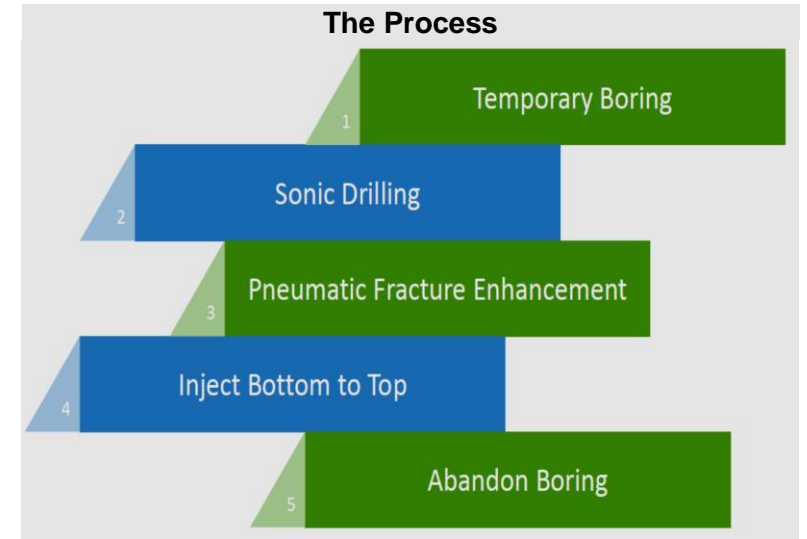 The Process
1
Temporary Boring
2
Sonic Drilling
3
Pneumatic Fracture Enhancement
4
Inject Bottom to Top
5
Abandon Boring